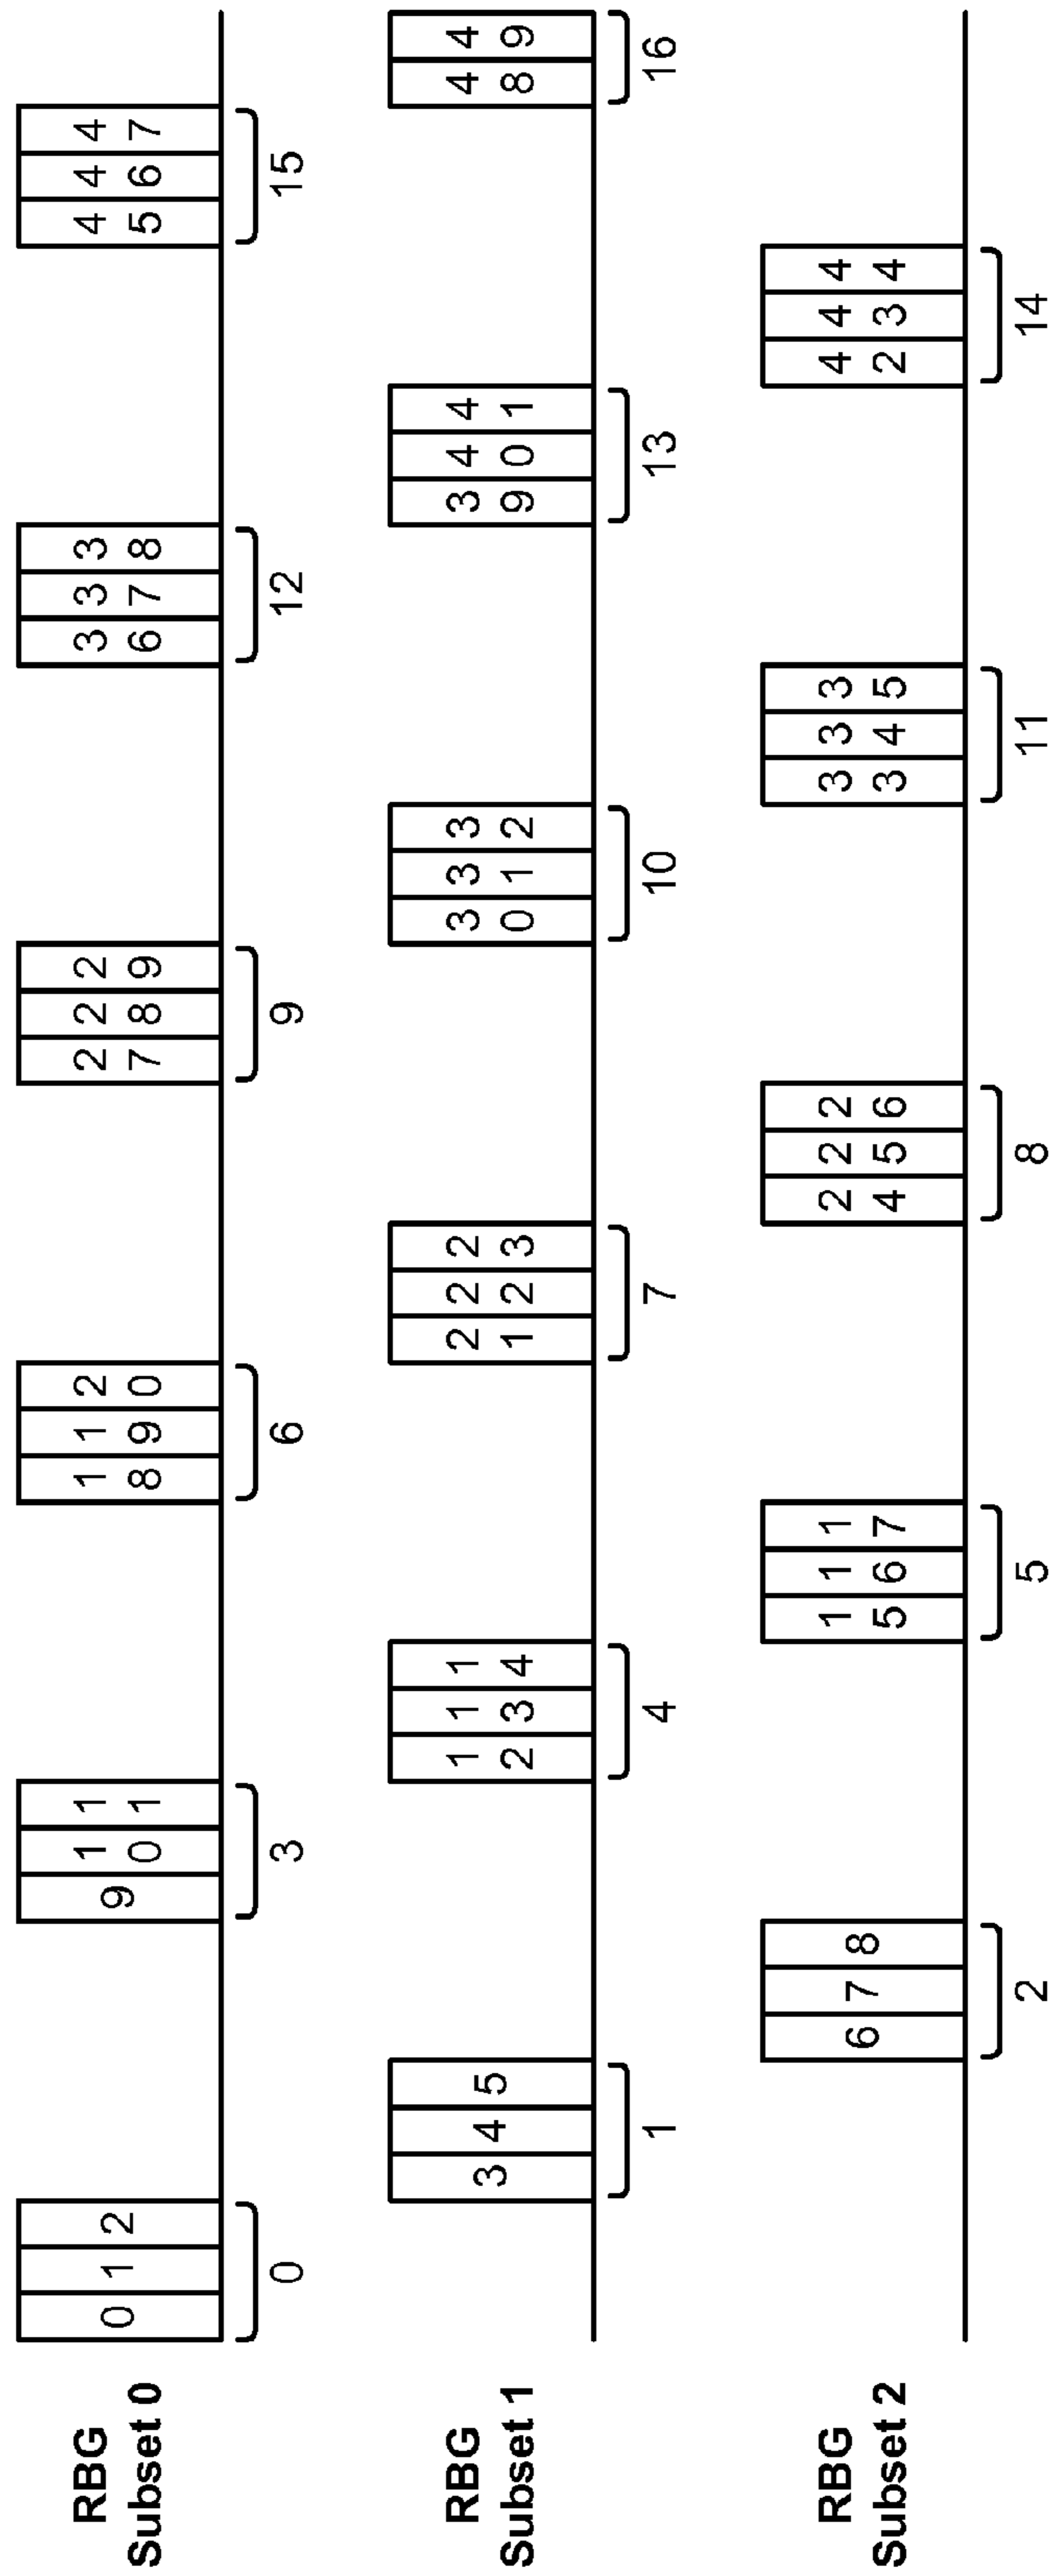 RBG
Subset 0
0 1 2
9 10 11
18 19 20
27 28 29
36 37 38
45 46 47
0 3 6 9 12 15
RBG
Subset 1
3 4 5
12 13 14
21 22 23
30 31 32
39 40 41
48 49
1 4 7 10 13 16
RBG
Subset 2
6 7 8
15 16 17
24 25 26
33 34 35
42 43 44
2 5 8 11 14